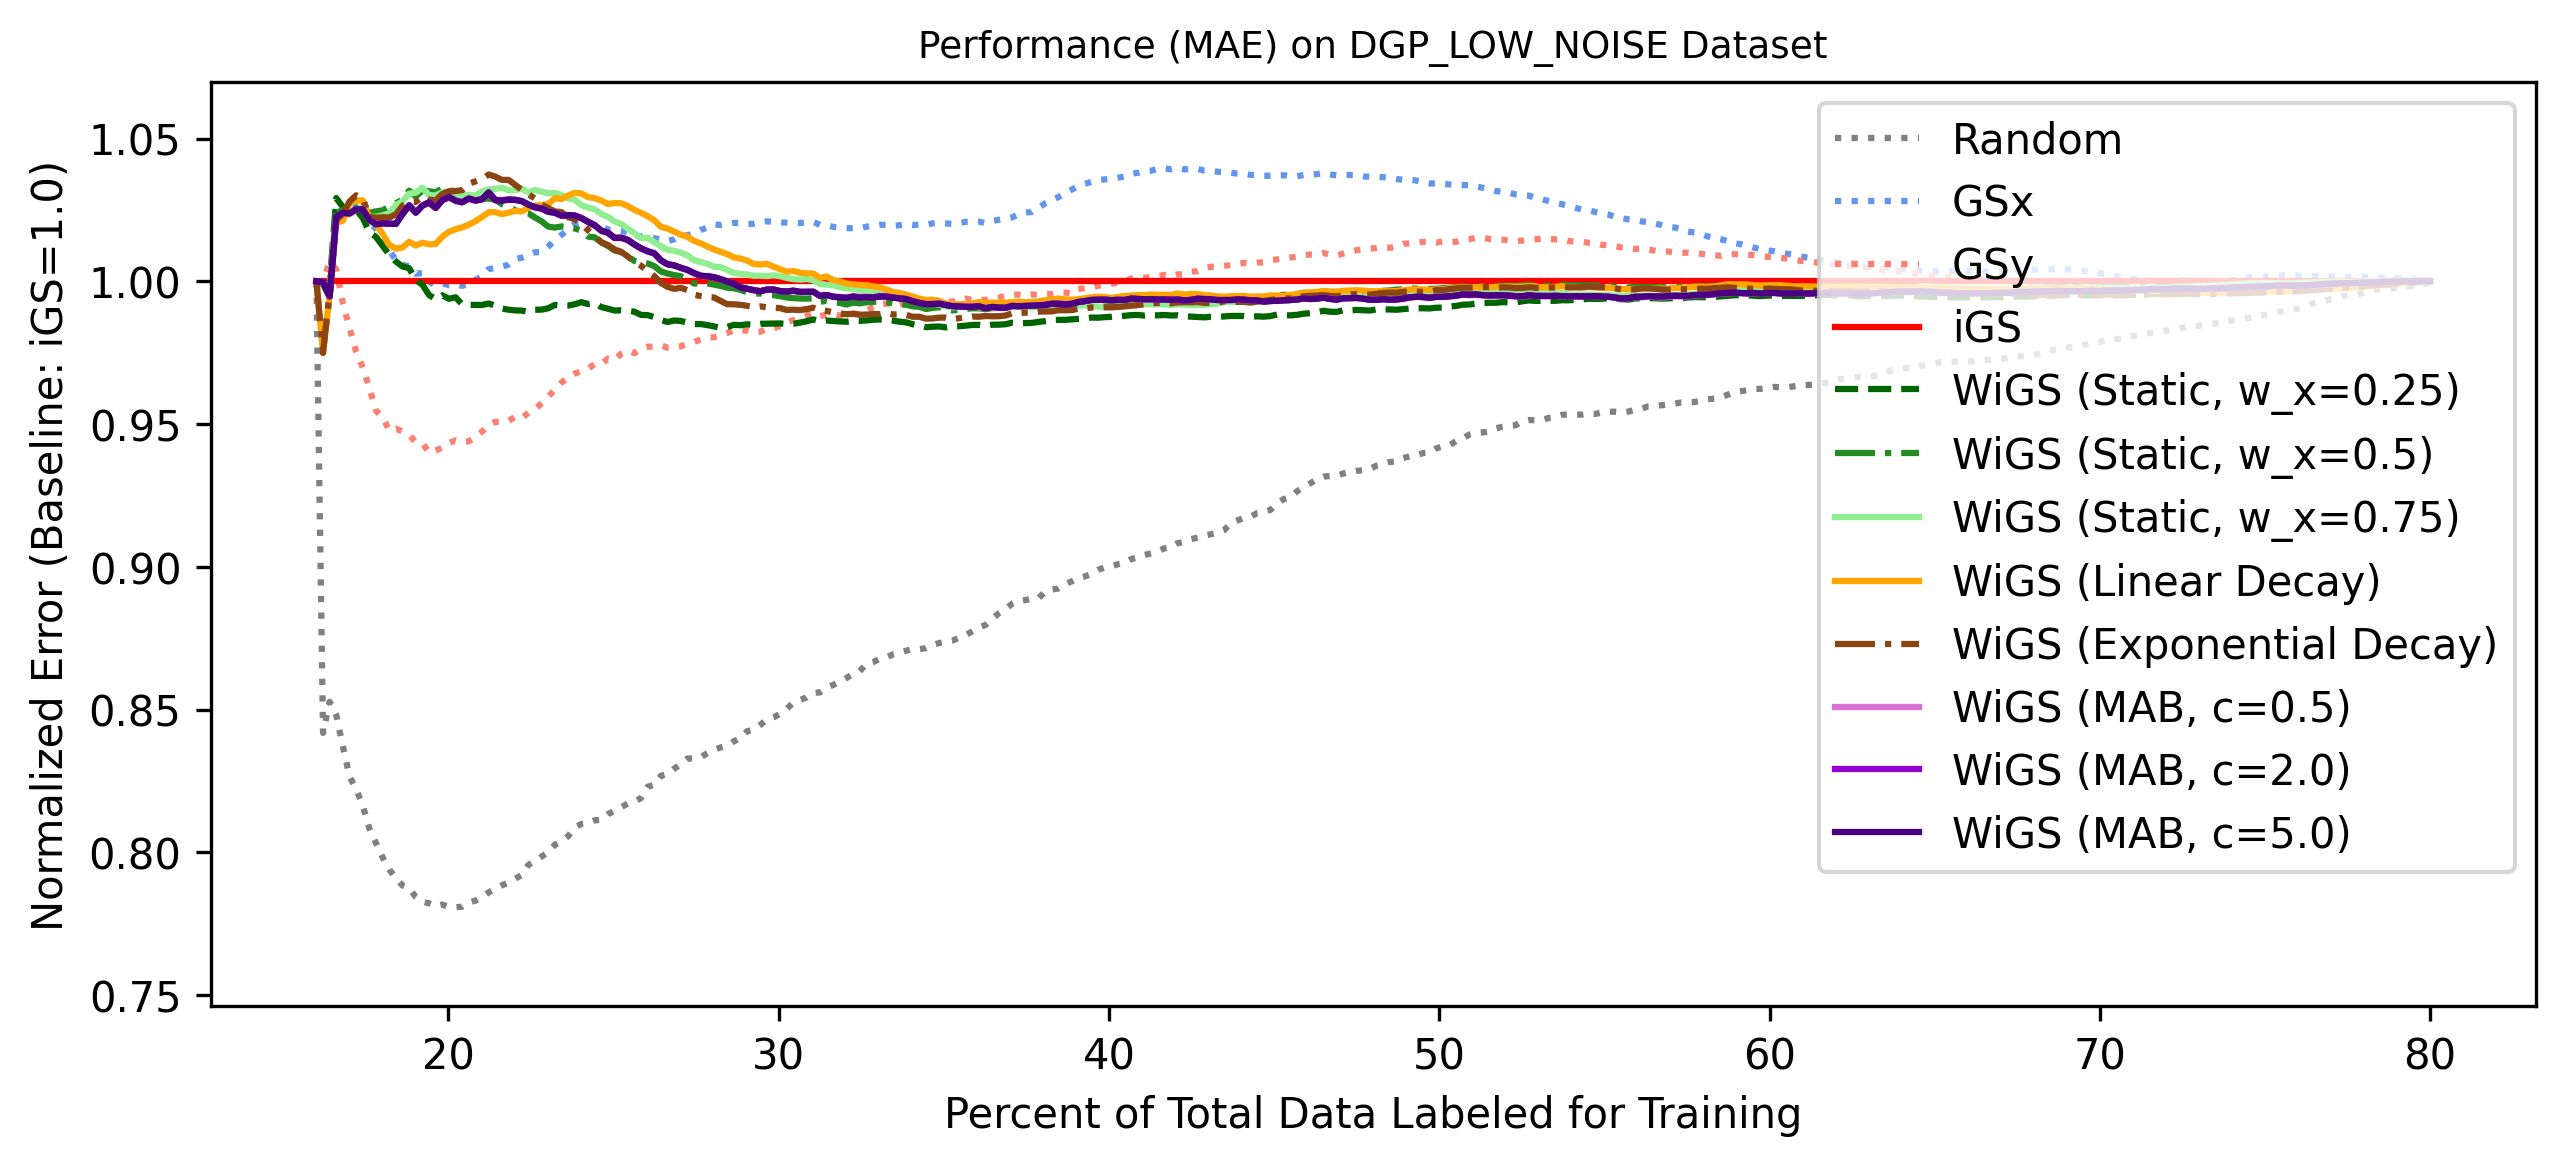 Performance (MAE) on DGP_LOW_NOISE Dataset
Normalized Error (Baseline: iGS=1.0)
1.05
1.00
0.95
0.90
0.85
0.80
0.75
Random
GSx
GSy
iGS
WiGS (Static, w_x=0.25)
WiGS (Static, w_x=0.5)
WiGS (Static, w_x=0.75)
WiGS (Linear Decay)
WiGS (Exponential Decay)
WiGS (MAB, c=0.5)
WiGS (MAB, c=2.0)
WiGS (MAB, c=5.0)
20 30 40 50 60 70 80
Percent of Total Data Labeled for Training